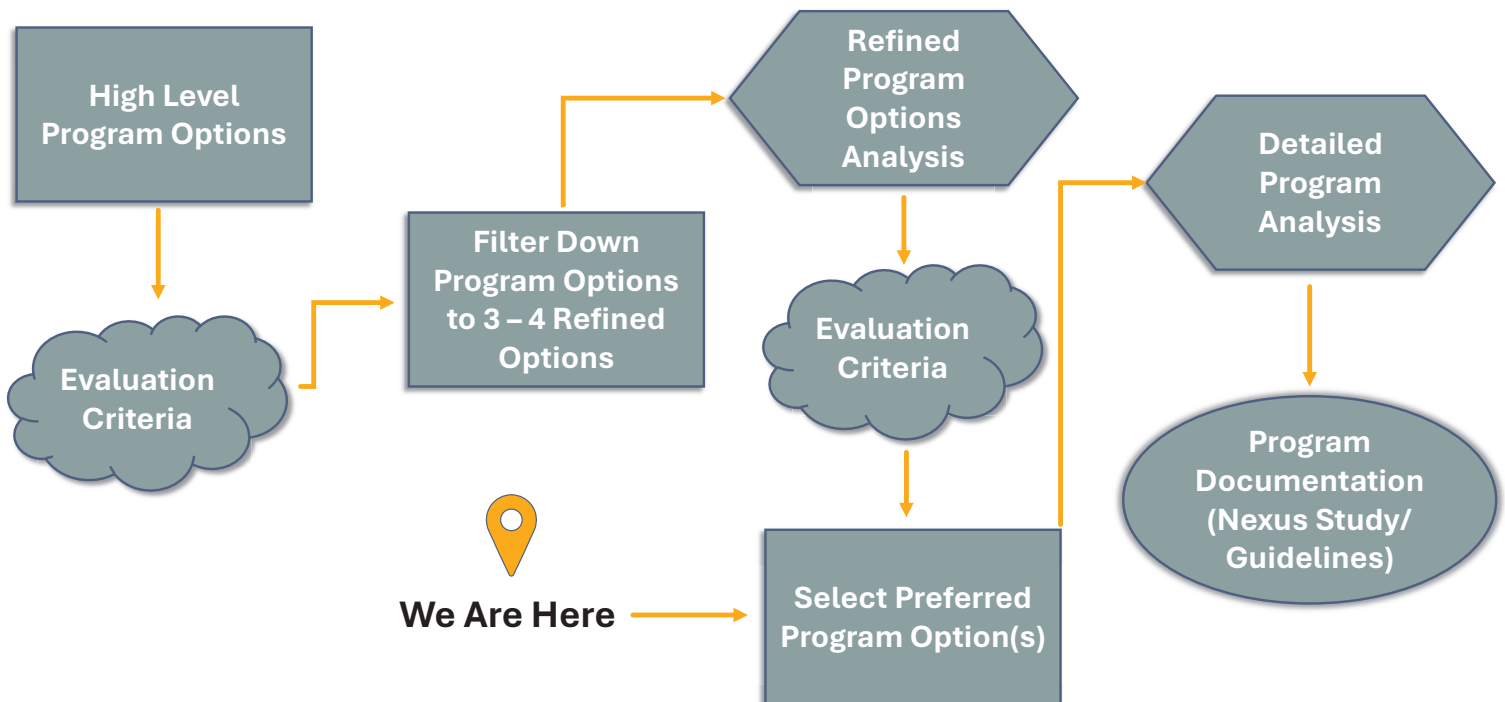 High Level
Program Options
Evaluation
Criteria
Filter Down
Program Options
to 3 – 4 Refined
Options
Refined
Program
Options
Analysis
Evaluation
Criteria
We Are Here
Select Preferred
Program Option(s)
Detailed
Program
Analysis
Program
Documentation
(Nexus Study/
Guidelines)